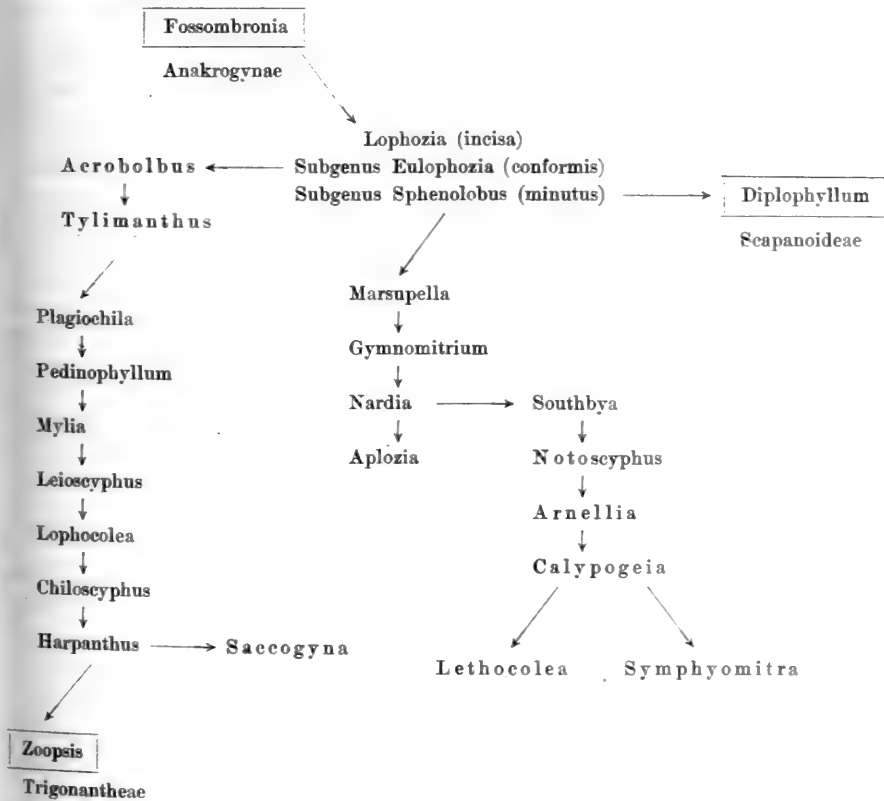 Fossombronia
Anakrogynae
Lophozia (incisa)
Acrobolbus
Subgenus Eulophozia (conformis)
Subgenus Sphenolobus (minutus)
Diplophyllum
Tylimanthus
Scapanoideae
Marsupella
Plagiochila
Gymnomitrium
Pedinophyllum
Nardia
Southbya
Mylia
Aplozia
Notoscyphus
Leioscyphus
Arnellia
Lophocolea
Calypogeia
Chiloscyphus
Harpanthus
Saccogyna
Lethocolea
Symphyomitra
Zoopsis
Trigonantheae